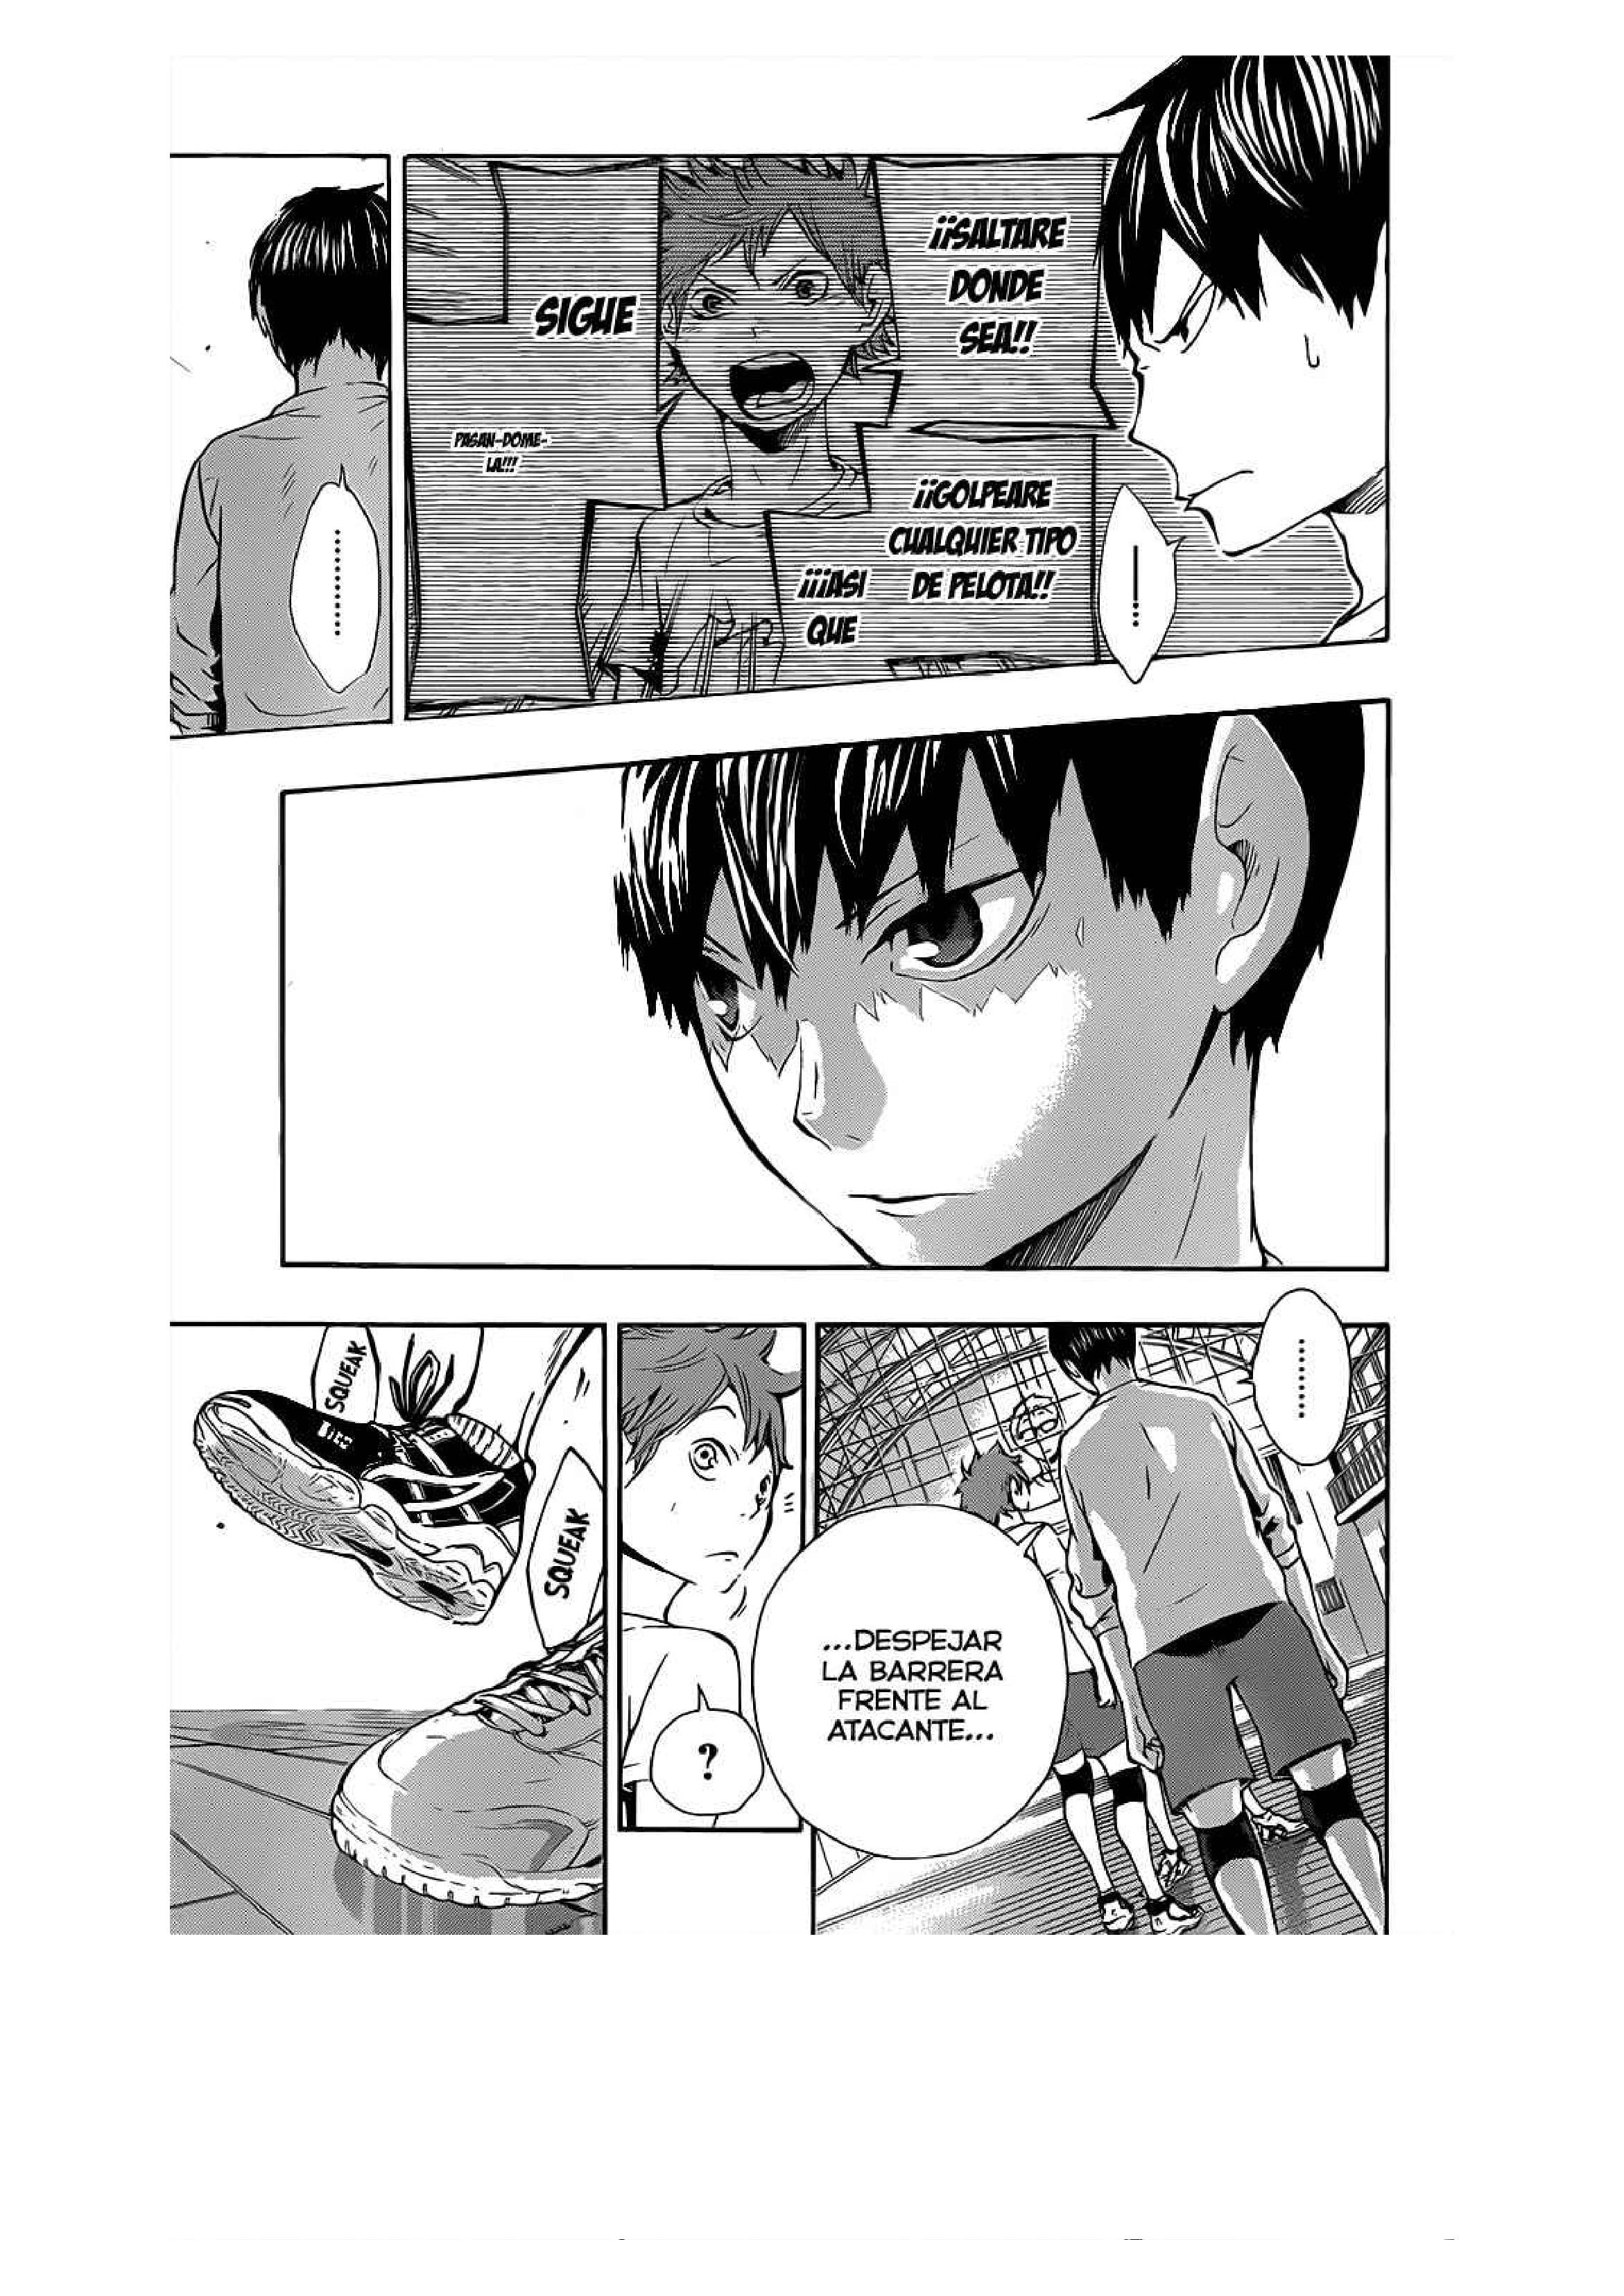 ¡¡SALTARE
DONDE
SEA!!
¡¡GOLPEARE
CUALQUIER TIPO
DE PELOTA!!
¡¡¡ASI
QUE
SIGUE
PASAN-DOME-
LA!!!
...DESPEJAR
LA BARRERA
FRENTE AL
ATACANTE...
?
SQUEAK
SQUEAK